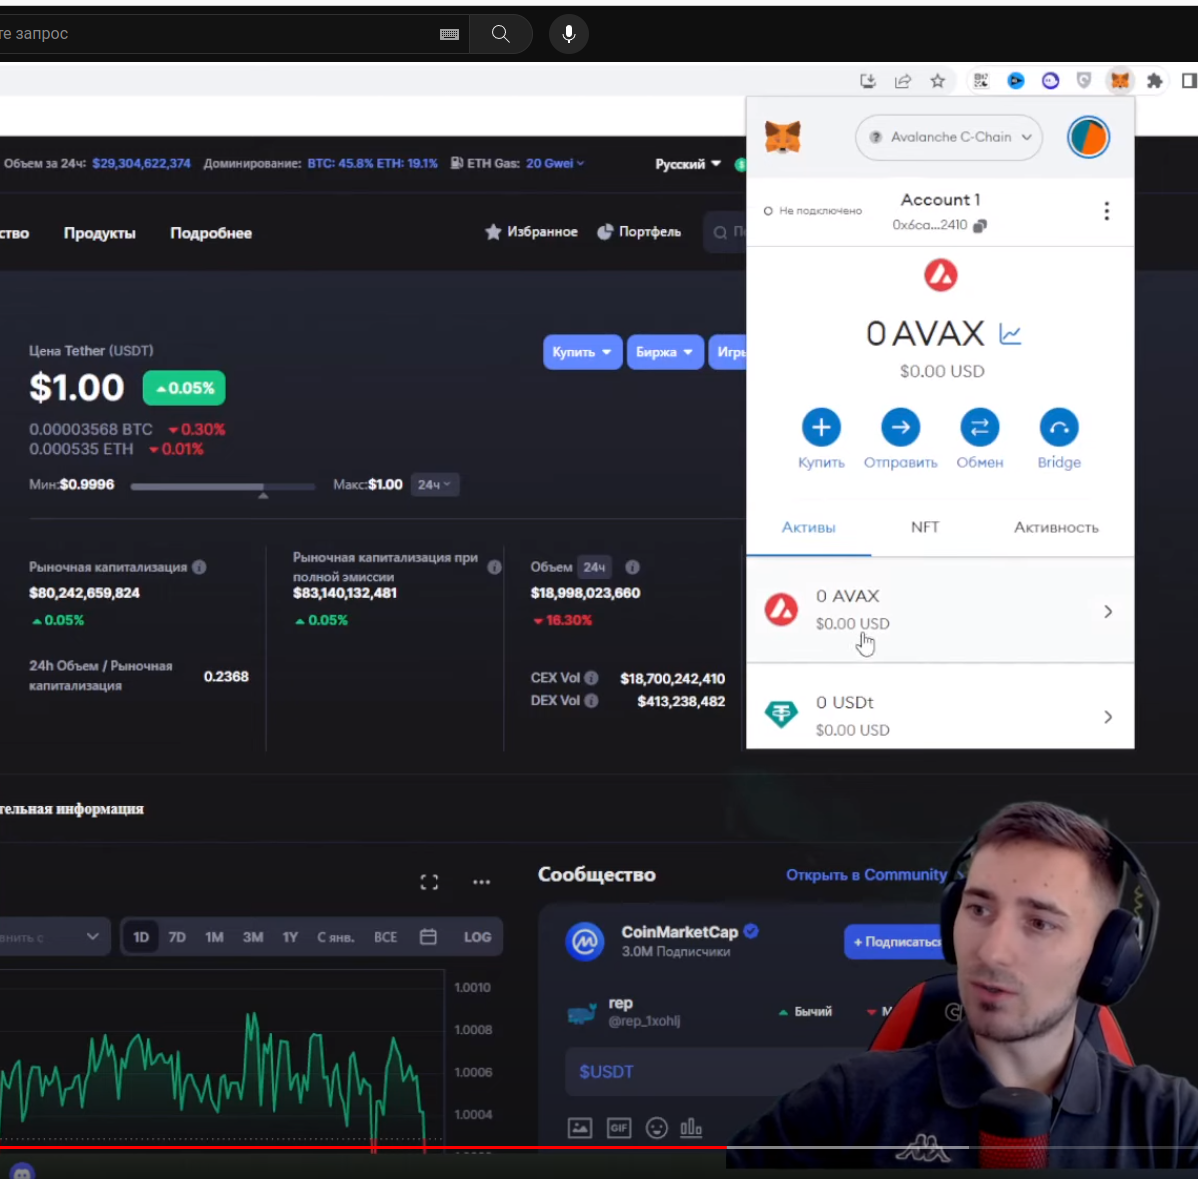 те запрос
Объем за 24ч: $29,304,622,374 Доминирование: BTC: 45.8% ETH: 19.1% ETH Gas: 20 Gwei
Русский
ство Продукты Подробнее
Избранное Портфель
Цена Tether (USDT)
$1.00 0.05%
0.00003568 BTC 0.30%
0.000535 ETH 0.01%
Мин:$0.9996 Макс:$1.00 24ч
Купить Биржа Игры
Рыночная капитализация
$80,242,659,824
0.05%
24h Объем / Рыночная
капитализация
0.2368
Рыночная капитализация при
полной эмиссии
$83,140,132,481
0.05%
Объем 24ч
$18,998,023,660
16.30%
CEX Vol $18,700,242,410
DEX Vol $413,238,482
Avalanche C-Chain
Не подключено
Account 1
0x6ca...2410
0 AVAX
$0.00 USD
Купить Отправить Обмен Bridge
Активы NFT Активность
0 AVAX
$0.00 USD
0 USDt
$0.00 USD
тельная информация
внить с
1D 7D 1M 3M 1Y С янв. ВСЕ LOG
1.0010
1.0008
1.0006
1.0004
Сообщество Открыть в Community
CoinMarketCap
3.0M Подписчики
+ Подписаться
rep
@rep_1xohlj
Бычий М
$USDT
GIF